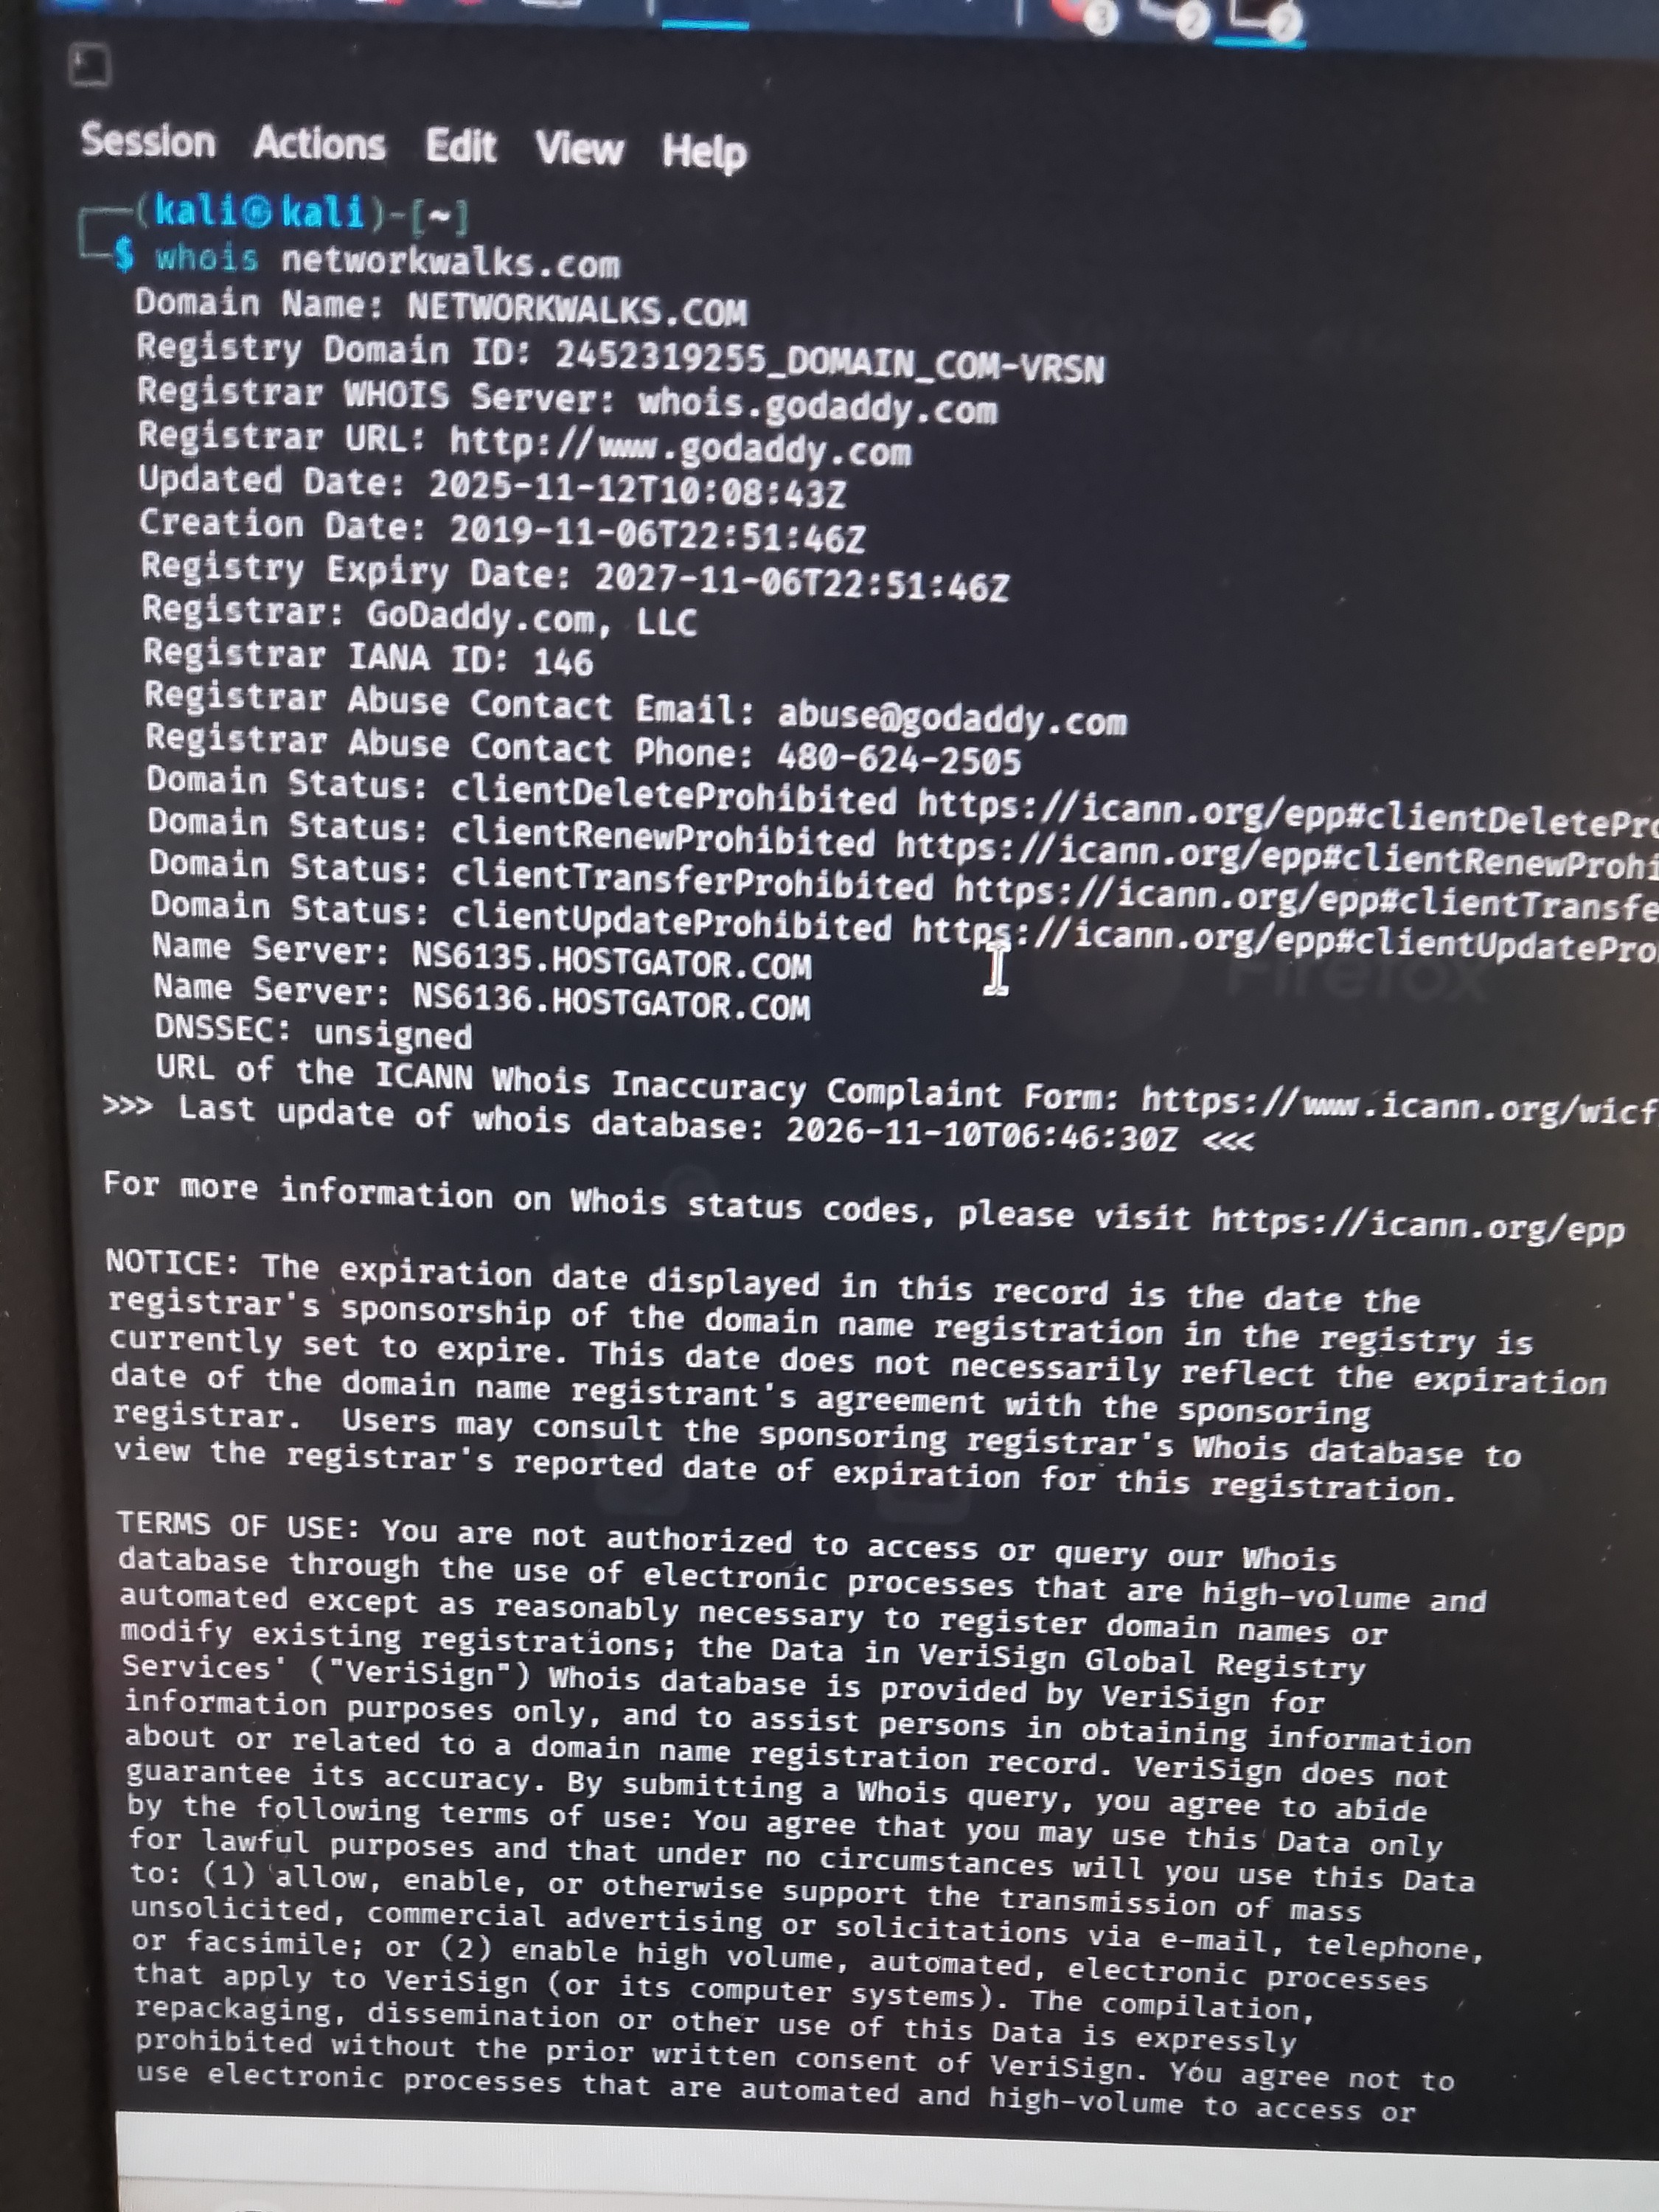 3 2 2
Session Actions Edit View Help
(kali㉿kali)-[~]
$ whois networkwalks.com
Domain Name: NETWORKWALKS.COM
Registry Domain ID: 2452319255_DOMAIN_COM-VRSN
Registrar WHOIS Server: whois.godaddy.com
Registrar URL: http://www.godaddy.com
Updated Date: 2025-11-12T10:08:43Z
Creation Date: 2019-11-06T22:51:46Z
Registry Expiry Date: 2027-11-06T22:51:46Z
Registrar: GoDaddy.com, LLC
Registrar IANA ID: 146
Registrar Abuse Contact Email: abuse@godaddy.com
Registrar Abuse Contact Phone: 480-624-2505
Domain Status: clientDeleteProhibited https://icann.org/epp#clientDeletePro
Domain Status: clientRenewProhibited https://icann.org/epp#clientRenewProhi
Domain Status: clientTransferProhibited https://icann.org/epp#clientTransfe
Domain Status: clientUpdateProhibited https://icann.org/epp#clientUpdatePro
Name Server: NS6135.HOSTGATOR.COM
Firefox
Name Server: NS6136.HOSTGATOR.COM
DNSSEC: unsigned
URL of the ICANN Whois Inaccuracy Complaint Form: https://www.icann.org/wicf
>>> Last update of whois database: 2026-11-10T06:46:30Z <<<
For more information on Whois status codes, please visit https://icann.org/epp
NOTICE: The expiration date displayed in this record is the date the
registrar's sponsorship of the domain name registration in the registry is
currently set to expire. This date does not necessarily reflect the expiration
date of the domain name registrant's agreement with the sponsoring
registrar.  Users may consult the sponsoring registrar's Whois database to
view the registrar's reported date of expiration for this registration.
TERMS OF USE: You are not authorized to access or query our Whois
database through the use of electronic processes that are high-volume and
automated except as reasonably necessary to register domain names or
modify existing registrations; the Data in VeriSign Global Registry
Services' ("VeriSign") Whois database is provided by VeriSign for
information purposes only, and to assist persons in obtaining information
about or related to a domain name registration record. VeriSign does not
guarantee its accuracy. By submitting a Whois query, you agree to abide
by the following terms of use: You agree that you may use this Data only
for lawful purposes and that under no circumstances will you use this Data
to: (1) allow, enable, or otherwise support the transmission of mass
unsolicited, commercial advertising or solicitations via e-mail, telephone,
or facsimile; or (2) enable high volume, automated, electronic processes
that apply to VeriSign (or its computer systems). The compilation,
repackaging, dissemination or other use of this Data is expressly
prohibited without the prior written consent of VeriSign. You agree not to
use electronic processes that are automated and high-volume to access or